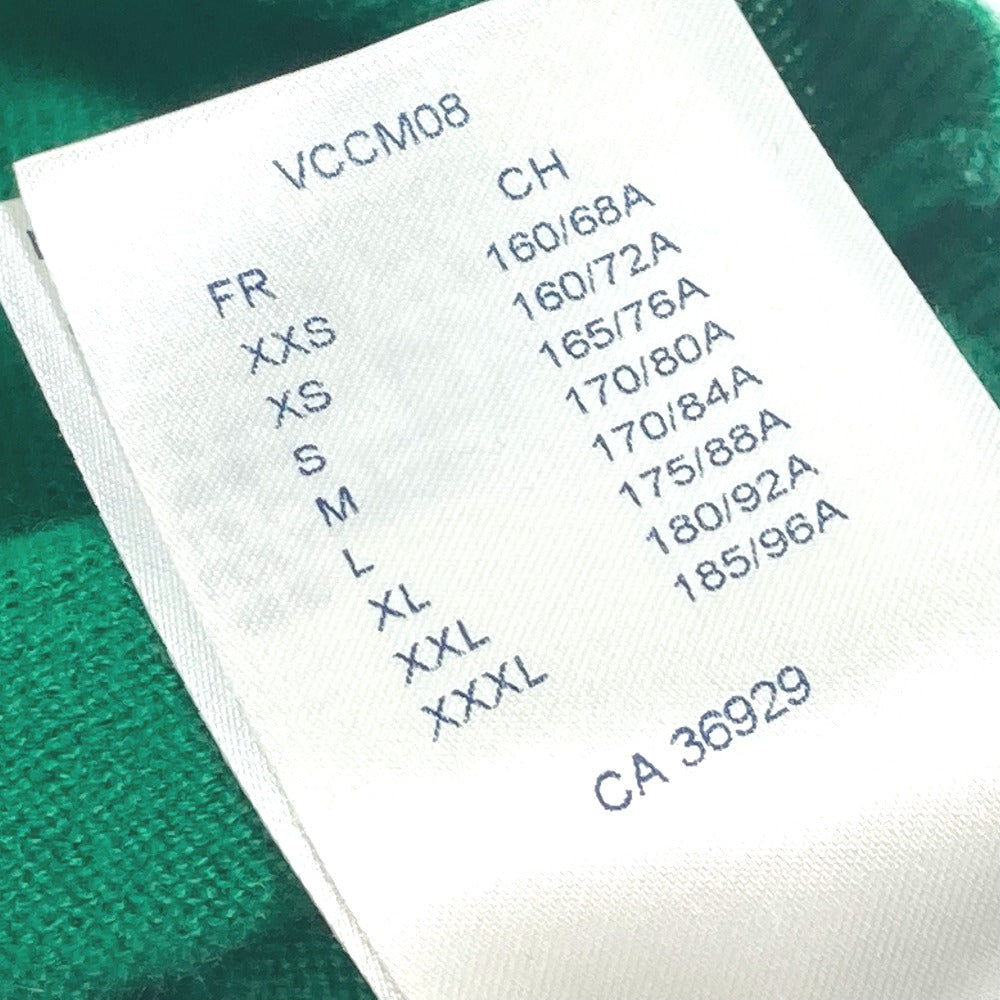 VCCM08
FR CH
XXS 160/68A
XS 160/72A
S 165/76A
M 170/80A
L 170/84A
XL 175/88A
XXL 180/92A
XXXL 185/96A
CA 36929